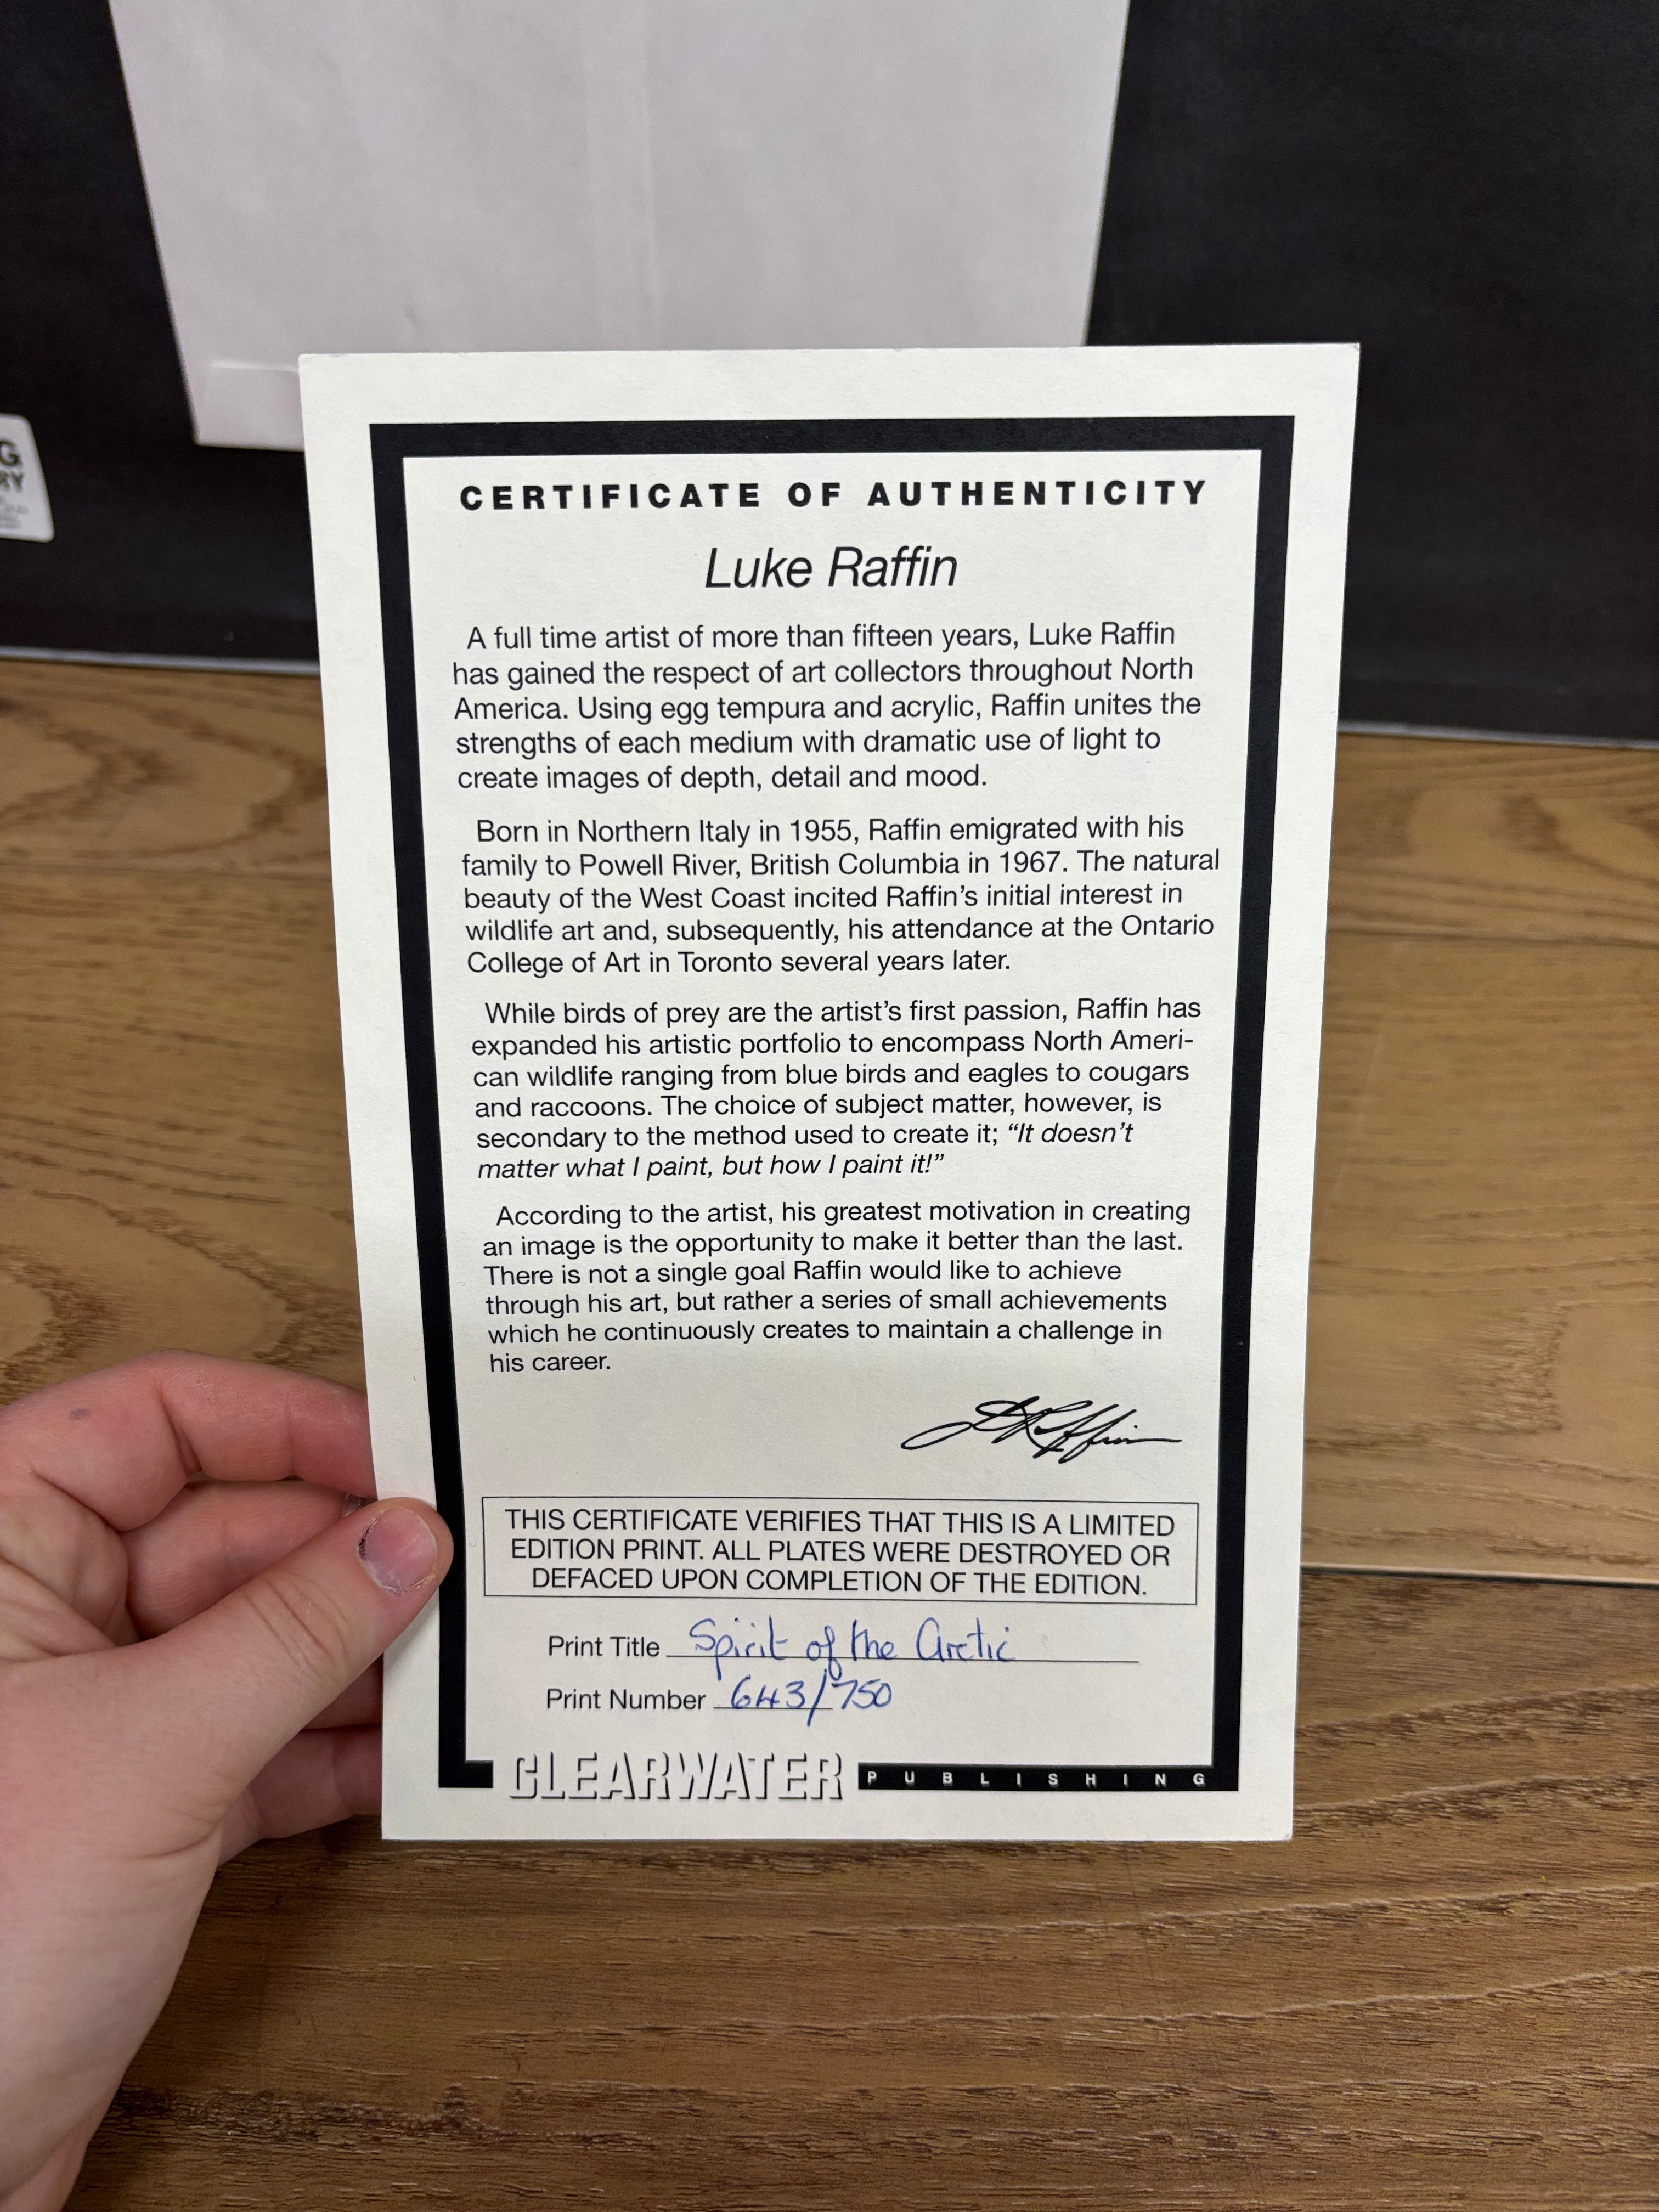 G
RY
CERTIFICATE OF AUTHENTICITY
Luke Raffin
A full time artist of more than fifteen years, Luke Raffin
has gained the respect of art collectors throughout North
America. Using egg tempura and acrylic, Raffin unites the
strengths of each medium with dramatic use of light to
create images of depth, detail and mood.
Born in Northern Italy in 1955, Raffin emigrated with his
family to Powell River, British Columbia in 1967. The natural
beauty of the West Coast incited Raffin's initial interest in
wildlife art and, subsequently, his attendance at the Ontario
College of Art in Toronto several years later.
While birds of prey are the artist's first passion, Raffin has
expanded his artistic portfolio to encompass North Ameri-
can wildlife ranging from blue birds and eagles to cougars
and raccoons. The choice of subject matter, however, is
secondary to the method used to create it; “It doesn't
matter what I paint, but how I paint it!”
According to the artist, his greatest motivation in creating
an image is the opportunity to make it better than the last.
There is not a single goal Raffin would like to achieve
through his art, but rather a series of small achievements
which he continuously creates to maintain a challenge in
his career.
L Raffin
THIS CERTIFICATE VERIFIES THAT THIS IS A LIMITED
EDITION PRINT. ALL PLATES WERE DESTROYED OR
DEFACED UPON COMPLETION OF THE EDITION.
Print Title Spirit of the Arctic
Print Number 643/750
CLEARWATER PUBLISHING